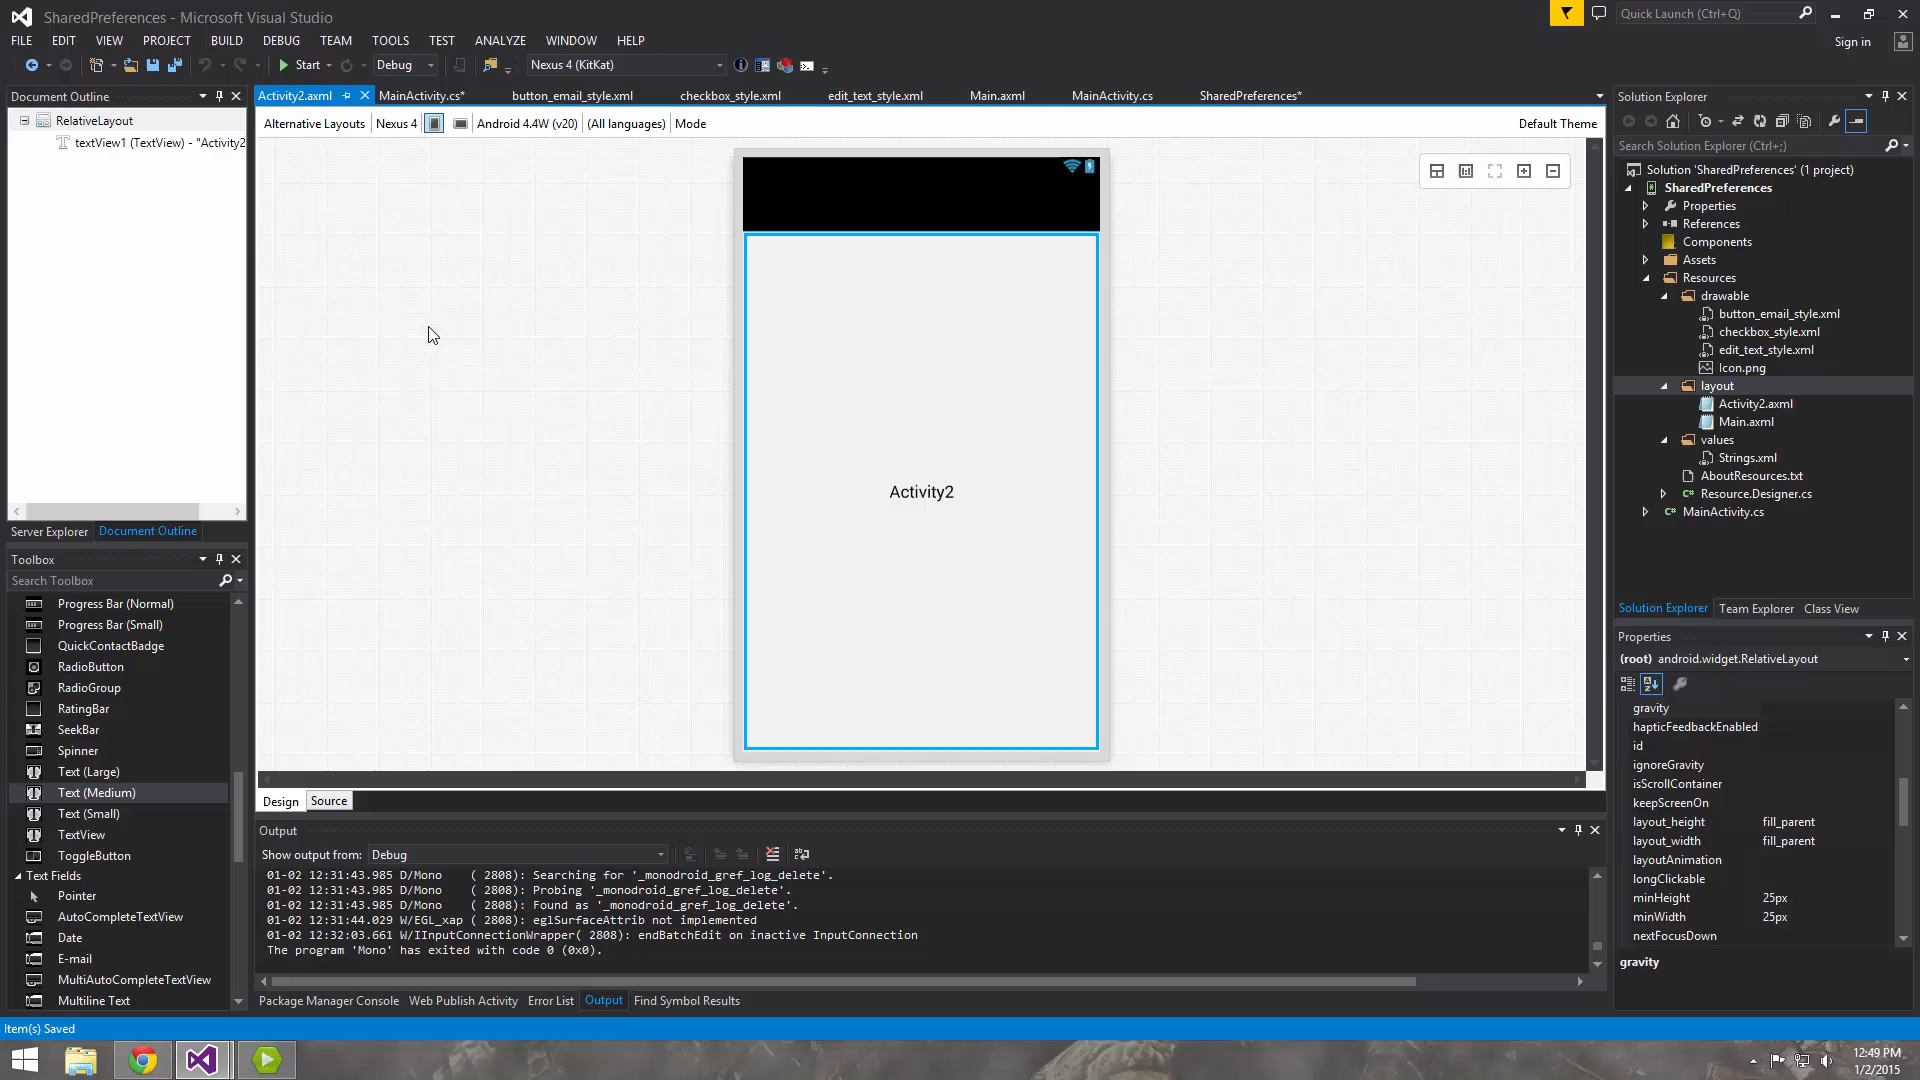 SharedPreferences - Microsoft Visual Studio
Quick Launch (Ctrl+Q)
FILE EDIT VIEW PROJECT BUILD DEBUG TEAM TOOLS TEST ANALYZE WINDOW HELP
Sign in
Start Debug Nexus 4 (KitKat)
Document Outline
RelativeLayout
textView1 (TextView) - "Activity2
Server Explorer Document Outline
Toolbox
Search Toolbox
Progress Bar (Normal)
Progress Bar (Small)
QuickContactBadge
RadioButton
RadioGroup
RatingBar
SeekBar
Spinner
Text (Large)
Text (Medium)
Text (Small)
TextView
ToggleButton
Text Fields
Pointer
AutoCompleteTextView
Date
E-mail
MultiAutoCompleteTextView
Multiline Text
Activity2.axml MainActivity.cs* button_email_style.xml checkbox_style.xml edit_text_style.xml Main.axml MainActivity.cs SharedPreferences*
Alternative Layouts Nexus 4 Android 4.4W (v20) (All languages) Mode Default Theme
Activity2
Design Source
Output
Show output from: Debug
01-02 12:31:43.985 D/Mono ( 2808): Searching for '_monodroid_gref_log_delete'.
01-02 12:31:43.985 D/Mono ( 2808): Probing '_monodroid_gref_log_delete'.
01-02 12:31:43.985 D/Mono ( 2808): Found as '_monodroid_gref_log_delete'.
01-02 12:31:44.029 W/EGL_xap ( 2808): eglSurfaceAttrib not implemented
01-02 12:32:03.661 W/IInputConnectionWrapper( 2808): endBatchEdit on inactive InputConnection
The program 'Mono' has exited with code 0 (0x0).
Package Manager Console Web Publish Activity Error List Output Find Symbol Results
Solution Explorer
Search Solution Explorer (Ctrl+;)
Solution 'SharedPreferences' (1 project)
SharedPreferences
Properties
References
Components
Assets
Resources
drawable
button_email_style.xml
checkbox_style.xml
edit_text_style.xml
Icon.png
layout
Activity2.axml
Main.axml
values
Strings.xml
AboutResources.txt
Resource.Designer.cs
MainActivity.cs
Solution Explorer Team Explorer Class View
Properties
(root) android.widget.RelativeLayout
gravity
hapticFeedbackEnabled
id
ignoreGravity
isScrollContainer
keepScreenOn
layout_height fill_parent
layout_width fill_parent
layoutAnimation
longClickable
minHeight 25px
minWidth 25px
nextFocusDown
gravity
Item(s) Saved
12:49 PM
1/2/2015